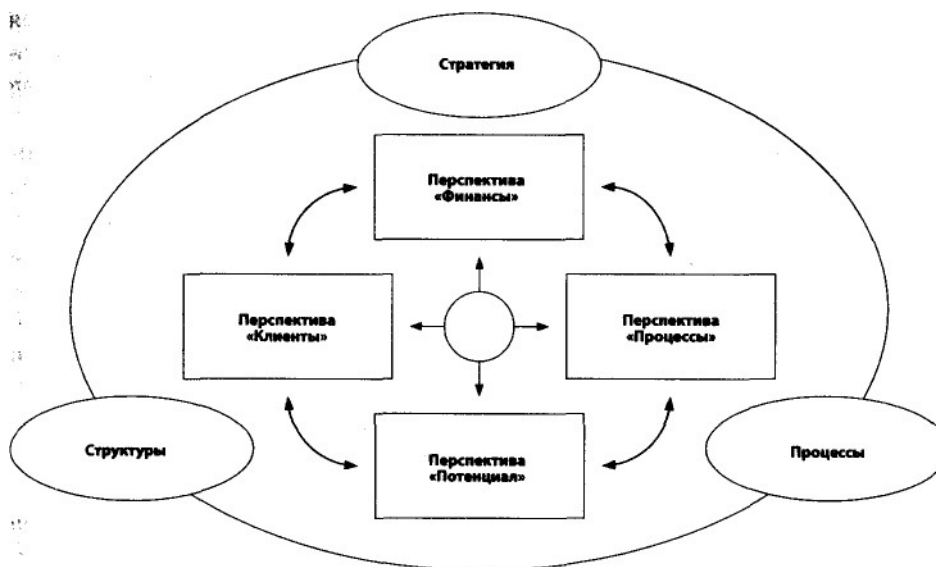 Стратегия
Перспектива
«Финансы»
Перспектива
«Клиенты»
Перспектива
«Процессы»
Структуры
Перспектива
«Потенциал»
Процессы